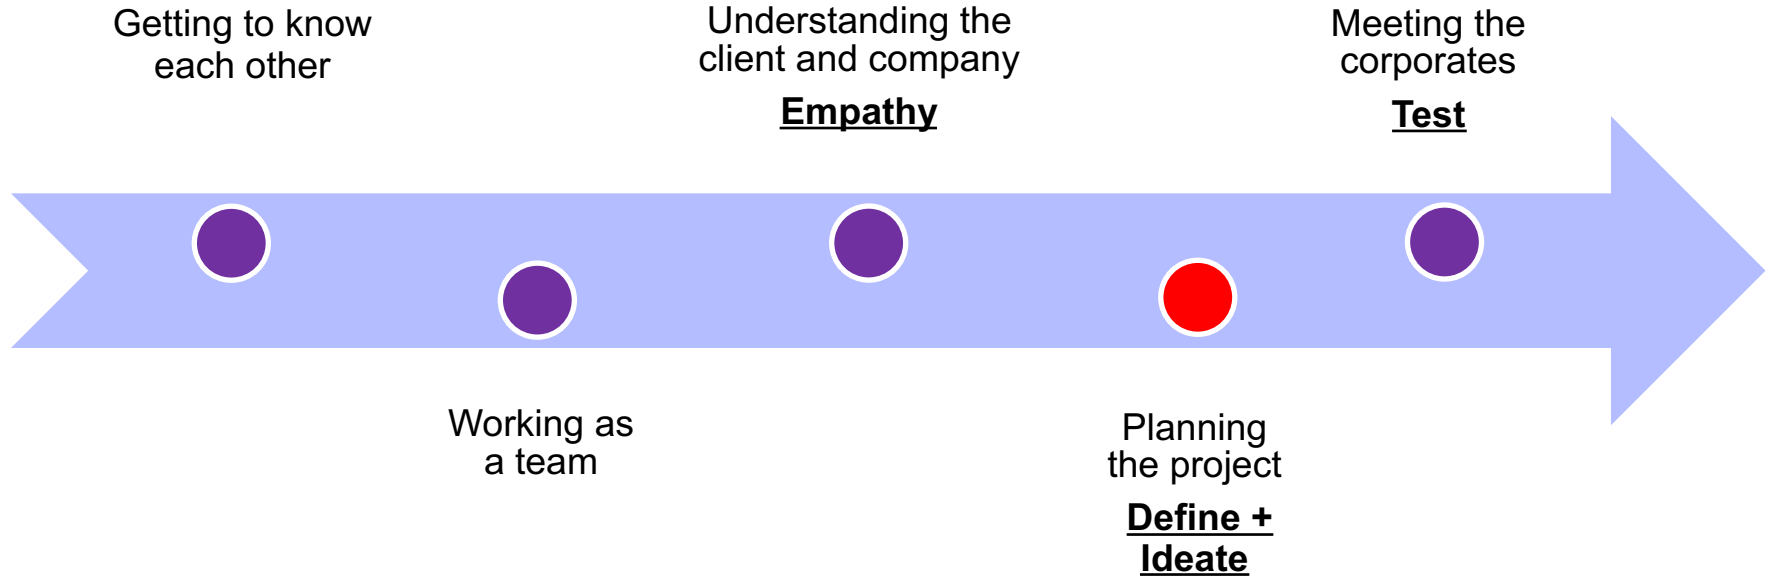 Getting to know
each other
Working as
a team
Understanding the
client and company
Empathy
Planning
the project
Define +
Ideate
Meeting the
corporates
Test